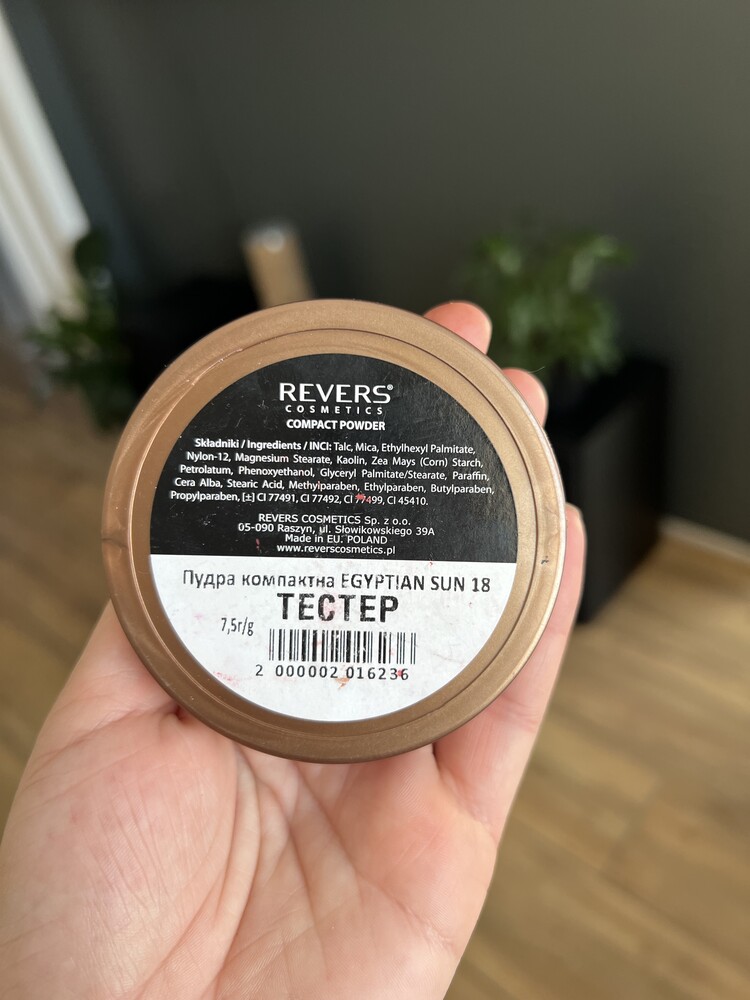 REVERS®
COSMETICS
COMPACT POWDER
Składniki / Ingredients / INCI: Talc, Mica, Ethylhexyl Palmitate,
Nylon-12, Magnesium Stearate, Kaolin, Zea Mays (Corn) Starch,
Petrolatum, Phenoxyethanol, Glyceryl Palmitate/Stearate, Paraffin,
Cera Alba, Stearic Acid, Methylparaben, Ethylparaben, Butylparaben,
Propylparaben, [±] CI 77491, CI 77492, CI 77499, CI 45410.
REVERS COSMETICS Sp. z o.o.
05-090 Raszyn, ul. Słowikowskiego 39A
Made in EU. POLAND
www.reverscosmetics.pl
Пудра компактна EGYPTIAN SUN 18
ТЕСТЕР
7,5г/g
2 000002 016236